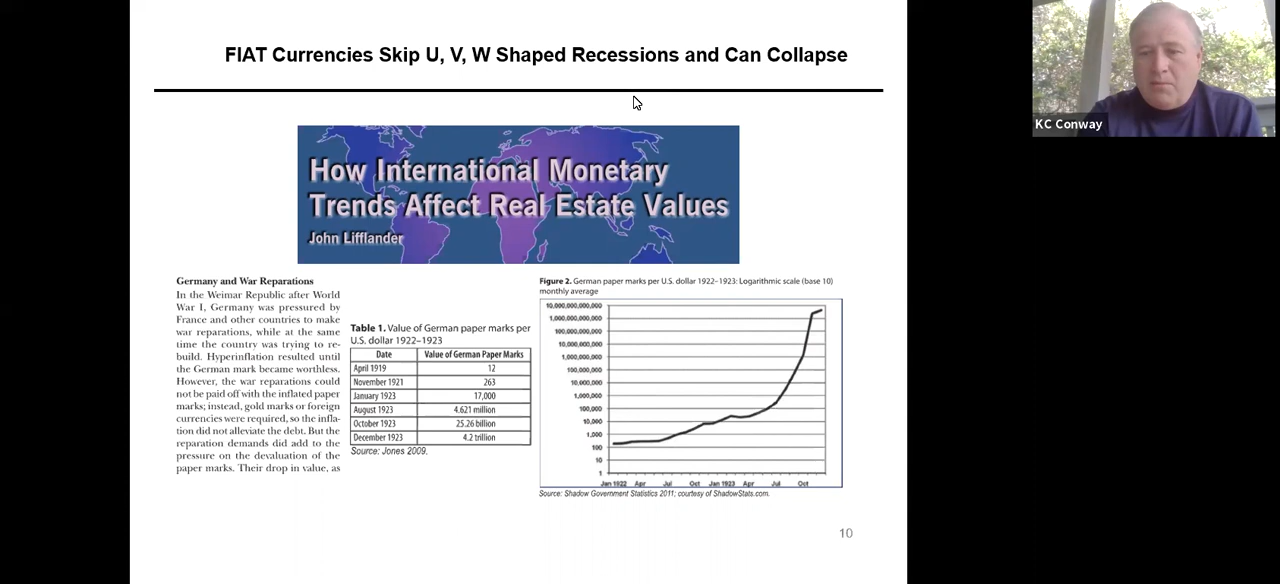 FIAT Currencies Skip U, V, W Shaped Recessions and Can Collapse
KC Conway
How International Monetary
Trends Affect Real Estate Values
John Lifflander
Germany and War Reparations
In the Weimar Republic after World
War I, Germany was pressured by
France and other countries to make
war reparations, while at the same
time the country was trying to re-
build. Hyperinflation resulted until
the German mark became worthless.
However, the war reparations could
not be paid off with the inflated paper
marks; instead, gold marks or foreign
currencies were required, so the infla-
tion did not alleviate the debt. But the
reparation demands did add to the
pressure on the devaluation of the
paper marks. Their drop in value, as
Table 1. Value of German paper marks per
U.S. dollar 1922–1923
Date Value of German Paper Marks
April 1919 12
November 1921 263
January 1923 17,000
August 1923 4.621 million
October 1923 25.26 billion
December 1923 4.2 trillion
Source: Jones 2009.
Figure 2. German paper marks per U.S. dollar 1922–1923: Logarithmic scale (base 10)
monthly average
10,000,000,000,000
1,000,000,000,000
100,000,000,000
10,000,000,000
1,000,000,000
100,000,000
10,000,000
1,000,000
100,000
10,000
1,000
100
10
1
Jan 1922 Apr Jul Oct Jan 1923 Apr Jul Oct
Source: Shadow Government Statistics 2011; courtesy of ShadowStats.com.
10